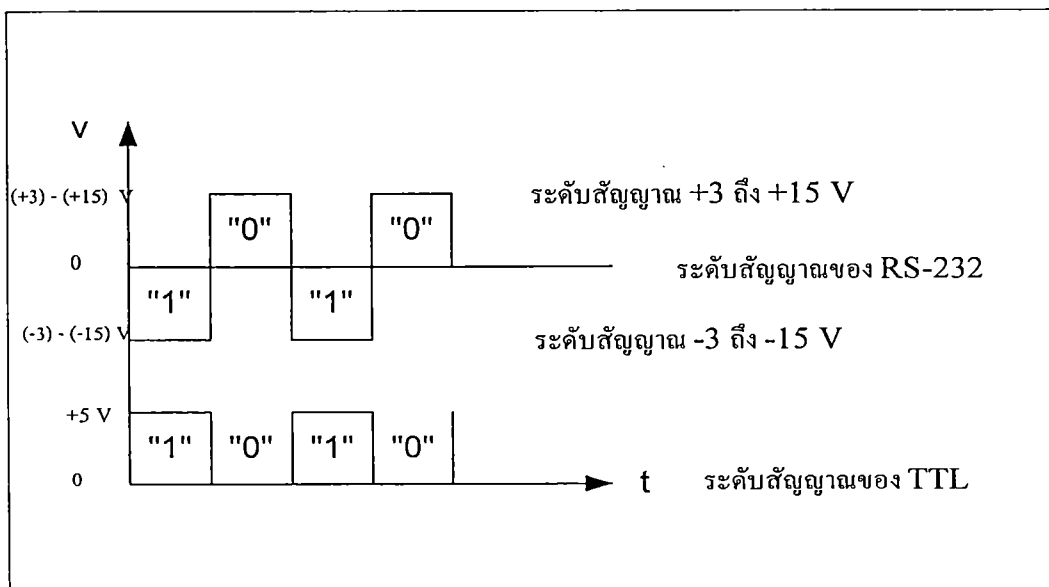 V
(+3) - (+15) V
"0" "0"
ระดับสัญญาณ +3 ถึง +15 V
0
ระดับสัญญาณของ RS-232
"1" "1"
(-3) - (-15) V
ระดับสัญญาณ -3 ถึง -15 V
+5 V
"1" "0" "1" "0"
0
t
ระดับสัญญาณของ TTL